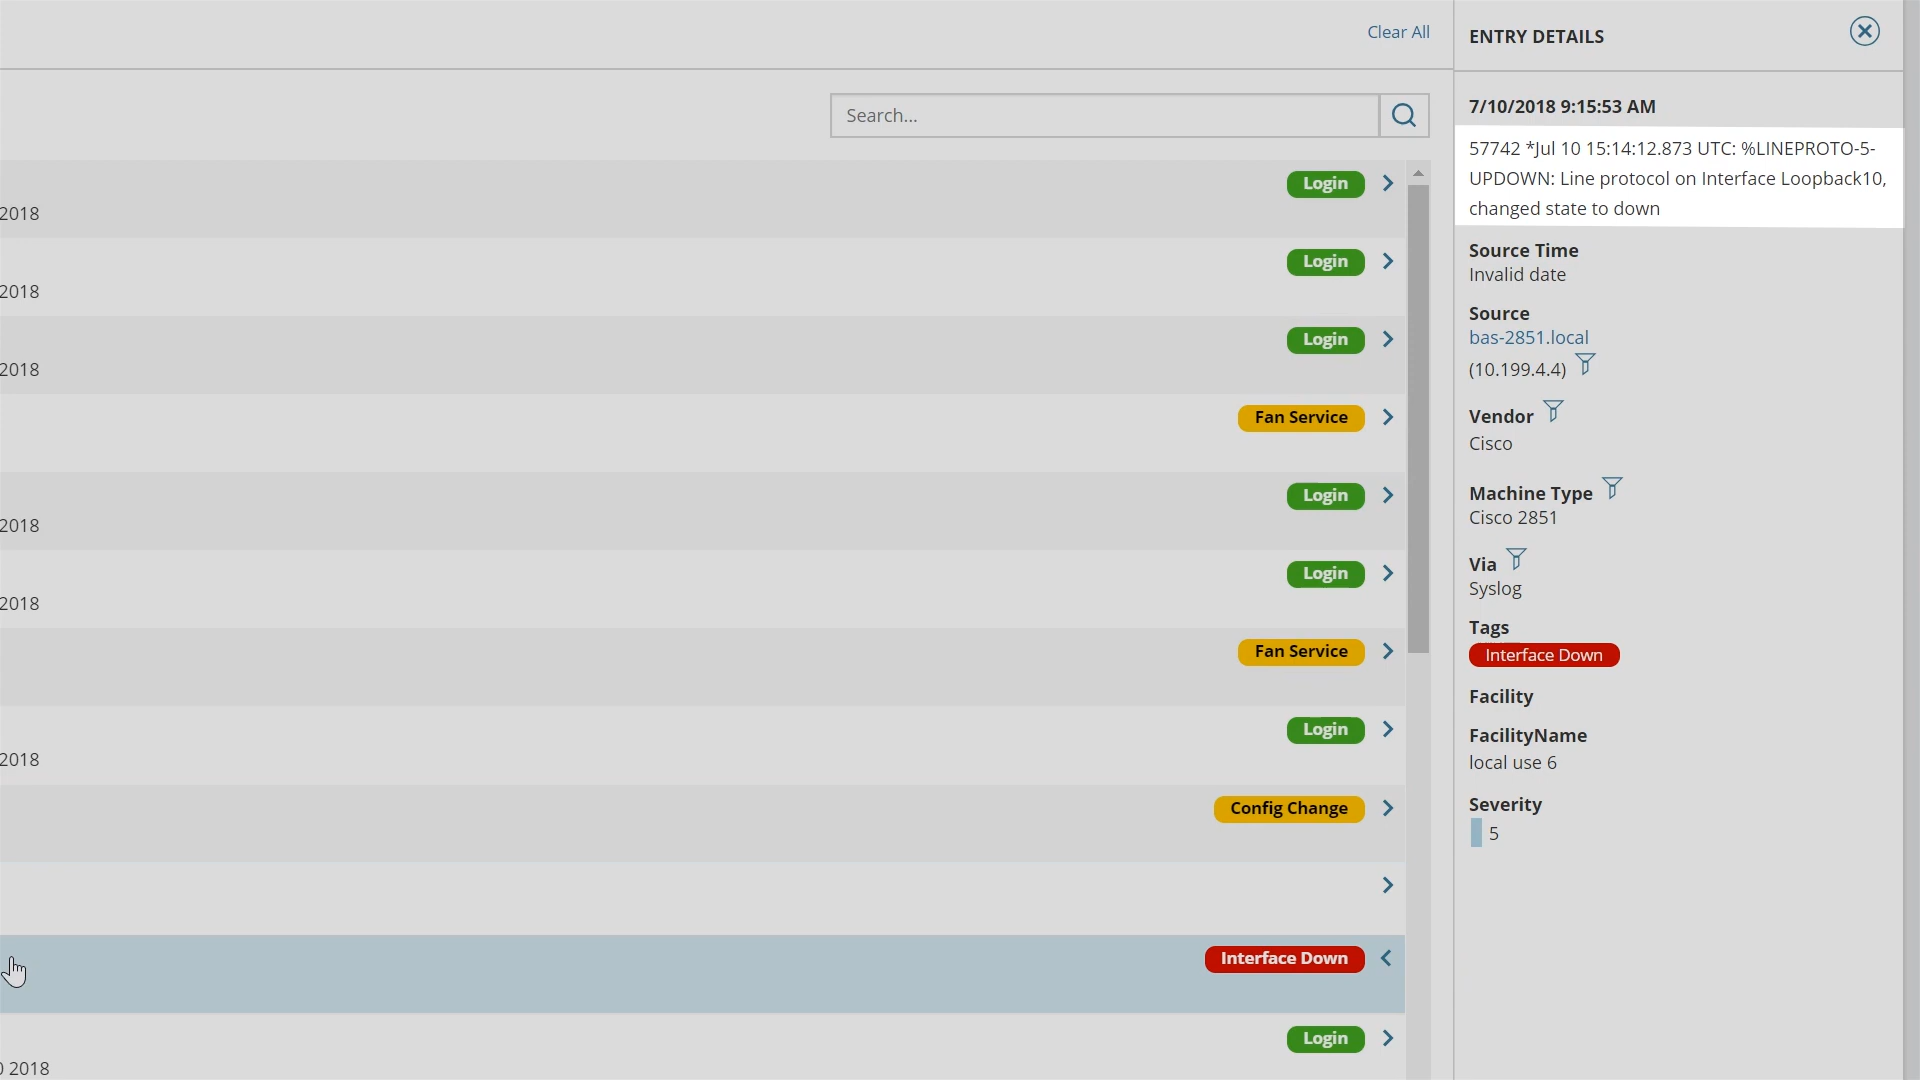 Clear All
Search...
Login
2018
Login
2018
Login
2018
Fan Service
Login
2018
Login
2018
Fan Service
Login
2018
Config Change
Interface Down
Login
0 2018
ENTRY DETAILS
7/10/2018 9:15:53 AM
57742 *Jul 10 15:14:12.873 UTC: %LINEPROTO-5-
UPDOWN: Line protocol on Interface Loopback10,
changed state to down
Source Time
Invalid date
Source
bas-2851.local
(10.199.4.4)
Vendor
Cisco
Machine Type
Cisco 2851
Via
Syslog
Tags
Interface Down
Facility
FacilityName
local use 6
Severity
5